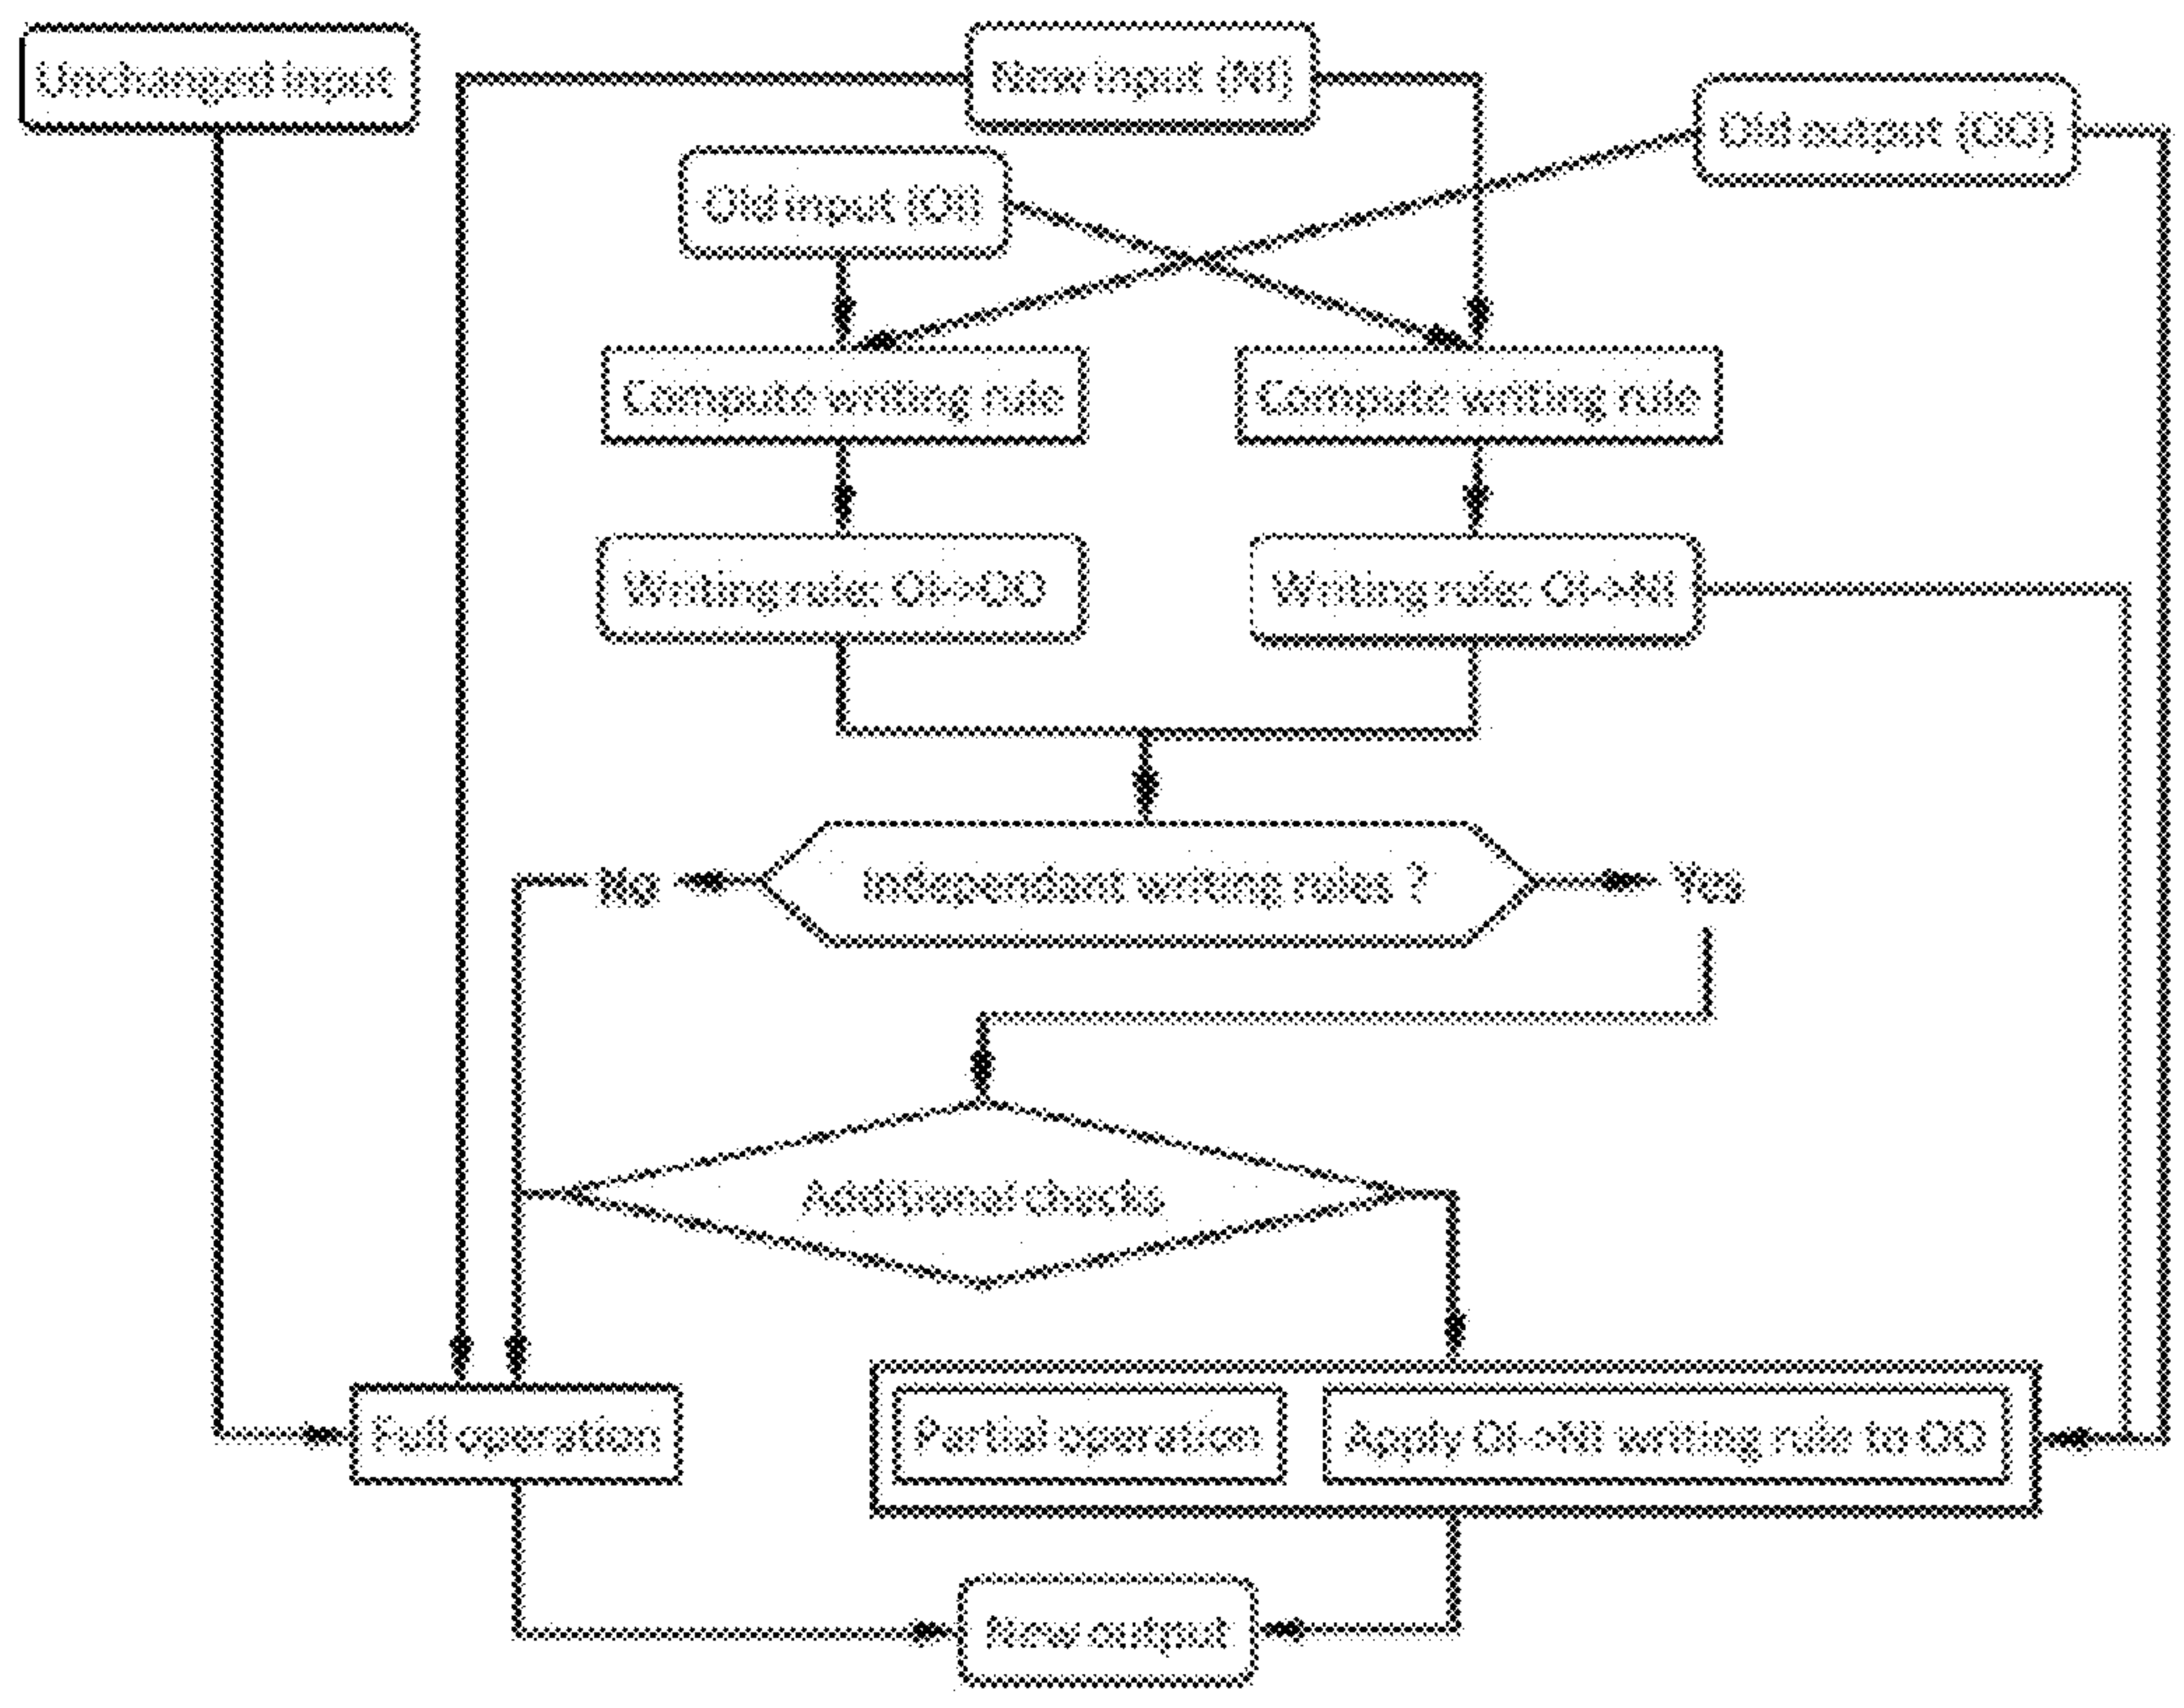 Unchanged input
New input (NI)
Old output (OO)
Old input (OI)
Compute writing rule
Compute writing rule
Writing rule: OI->OO
Writing rule: OI->NI
No
Independant writing rules ?
Yes
Additional checks
Full operation
Partial operation
Apply OI->NI writing rule to OO
New output